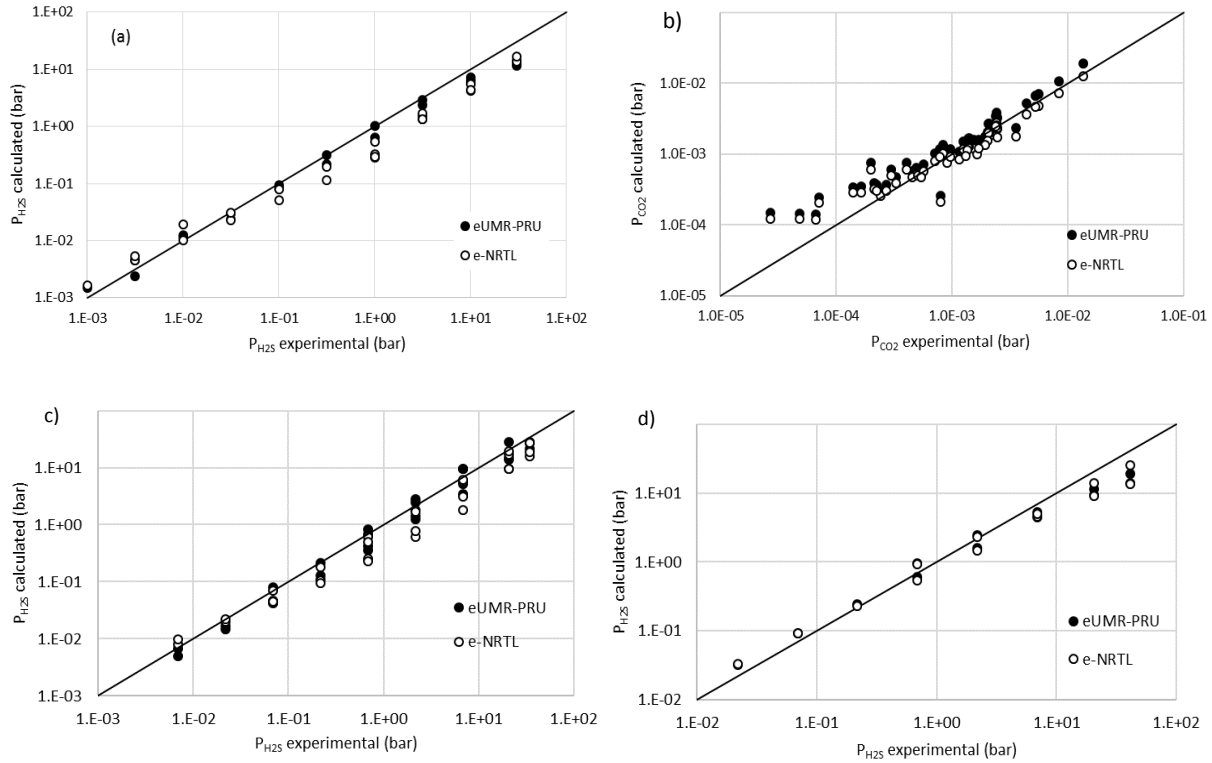 (a)
1.E+02
1.E+01
1.E+00
1.E-01
1.E-02
1.E-03
P_H2S calculated (bar)
eUMR-PRU
e-NRTL
1.E-03 1.E-02 1.E-01 1.E+00 1.E+01 1.E+02
P_H2S experimental (bar)
b)
1.0E-02
1.0E-03
1.0E-04
1.0E-05
P_CO2 calculated (bar)
eUMR-PRU
e-NRTL
1.0E-05 1.0E-04 1.0E-03 1.0E-02 1.0E-01
P_CO2 experimental (bar)
c)
1.E+01
1.E+00
1.E-01
1.E-02
1.E-03
P_H2S calculated (bar)
eUMR-PRU
e-NRTL
1.E-03 1.E-02 1.E-01 1.E+00 1.E+01 1.E+02
P_H2S experimental (bar)
d)
1.E+01
1.E+00
1.E-01
1.E-02
P_H2S calculated (bar)
eUMR-PRU
e-NRTL
1.E-02 1.E-01 1.E+00 1.E+01 1.E+02
P_H2S experimental (bar)